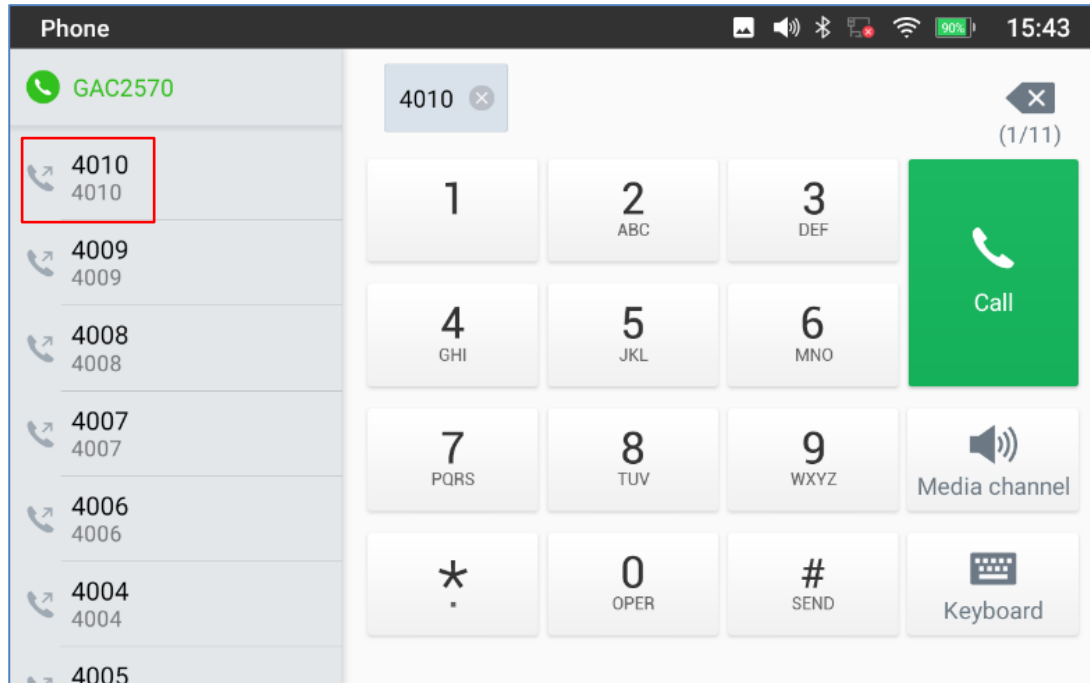 Phone
90%
15:43
GAC2570
4010
4010
4009
4009
4008
4008
4007
4007
4006
4006
4004
4004
4005
4010
(1/11)
1
2
ABC
3
DEF
Call
4
GHI
5
JKL
6
MNO
7
PQRS
8
TUV
9
WXYZ
Media channel
*
.
0
OPER
#
SEND
Keyboard